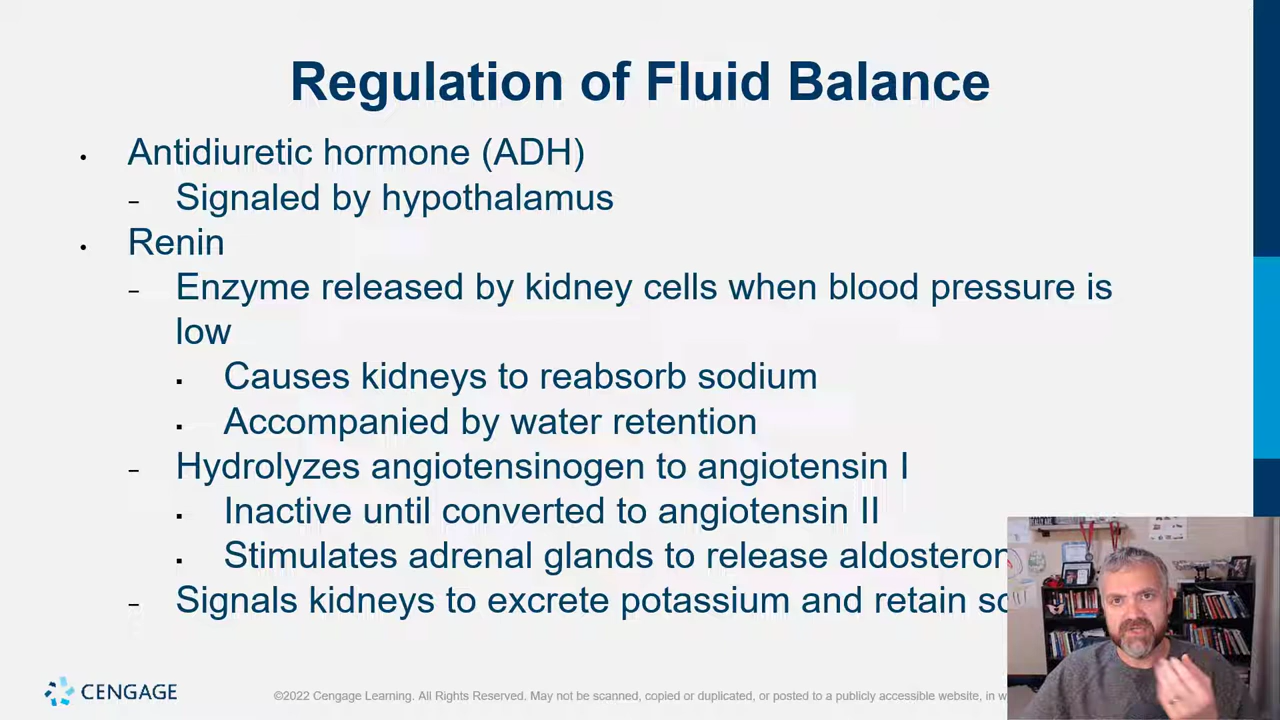 Regulation of Fluid Balance
• Antidiuretic hormone (ADH)
– Signaled by hypothalamus
• Renin
– Enzyme released by kidney cells when blood pressure is
low
▪ Causes kidneys to reabsorb sodium
▪ Accompanied by water retention
– Hydrolyzes angiotensinogen to angiotensin I
▪ Inactive until converted to angiotensin II
▪ Stimulates adrenal glands to release
– Signals kidneys to excrete potassium and retain
CENGAGE
©2022 Cengage Learning. All Rights Reserved. May not be scanned, copied or duplicated, or posted to a publicly accessible website, in